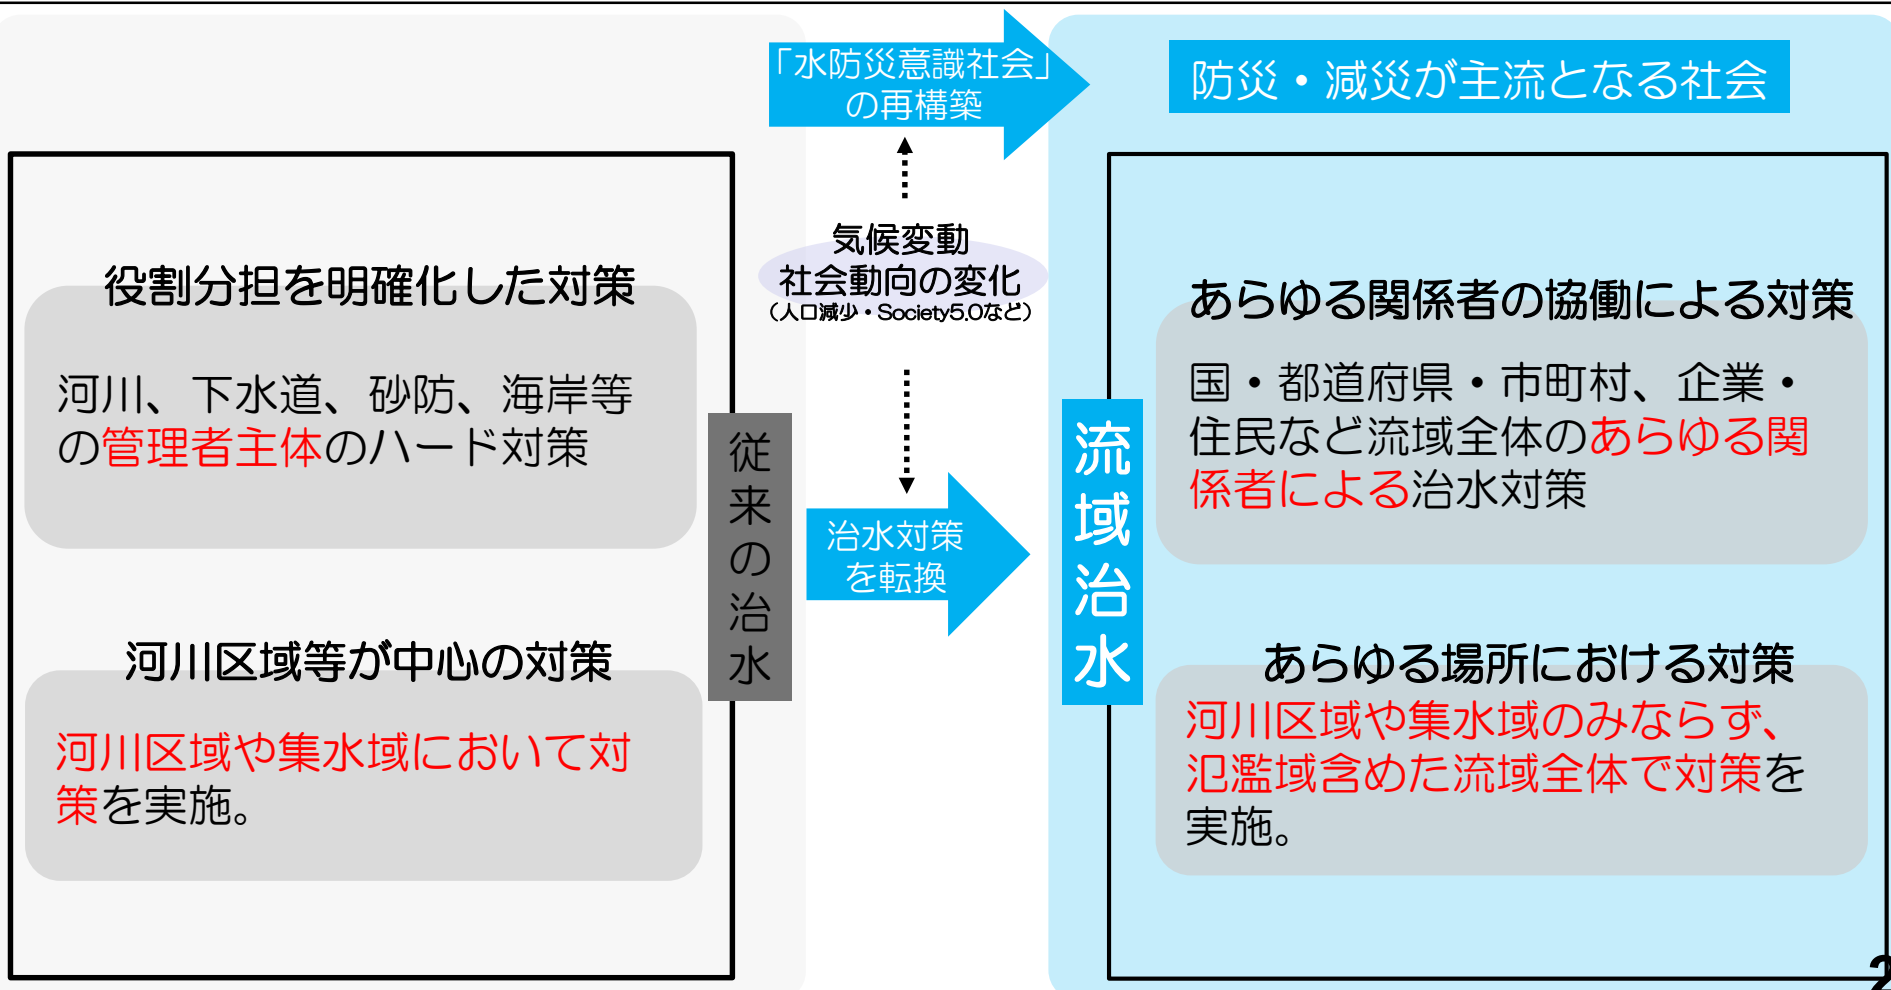 「水防災意識社会」
の再構築
防災・減災が主流となる社会
気候変動
社会動向の変化
(人口減少・Society5.0など)
役割分担を明確化した対策
河川、下水道、砂防、海岸等
の管理者主体のハード対策
河川区域等が中心の対策
河川区域や集水域において対
策を実施。
従来の治水
治水対策
を転換
流域治水
あらゆる関係者の協働による対策
国・都道府県・市町村、企業・
住民など流域全体のあらゆる関
係者による治水対策
あらゆる場所における対策
河川区域や集水域のみならず、
氾濫域含めた流域全体で対策を
実施。
2